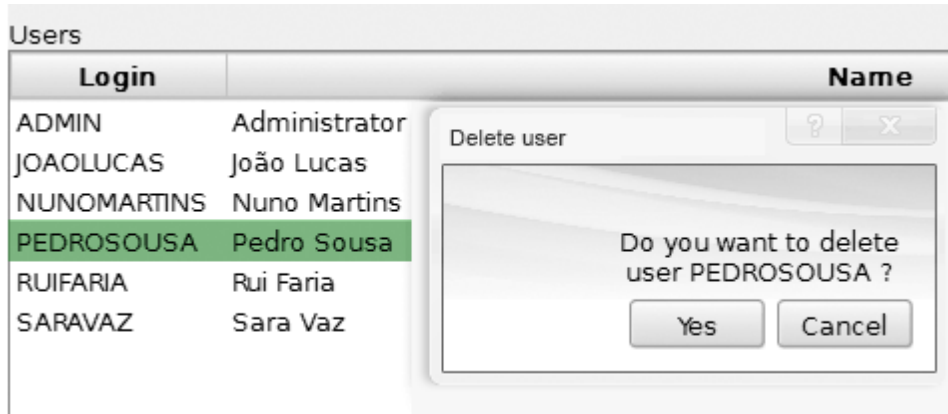 Users
Login Name
ADMIN Administrator
JOAOLUCAS João Lucas
NUNOMARTINS Nuno Martins
PEDROSOUSA Pedro Sousa
RUIFARIA Rui Faria
SARAVAZ Sara Vaz
Delete user
Do you want to delete
user PEDROSOUSA ?
Yes Cancel